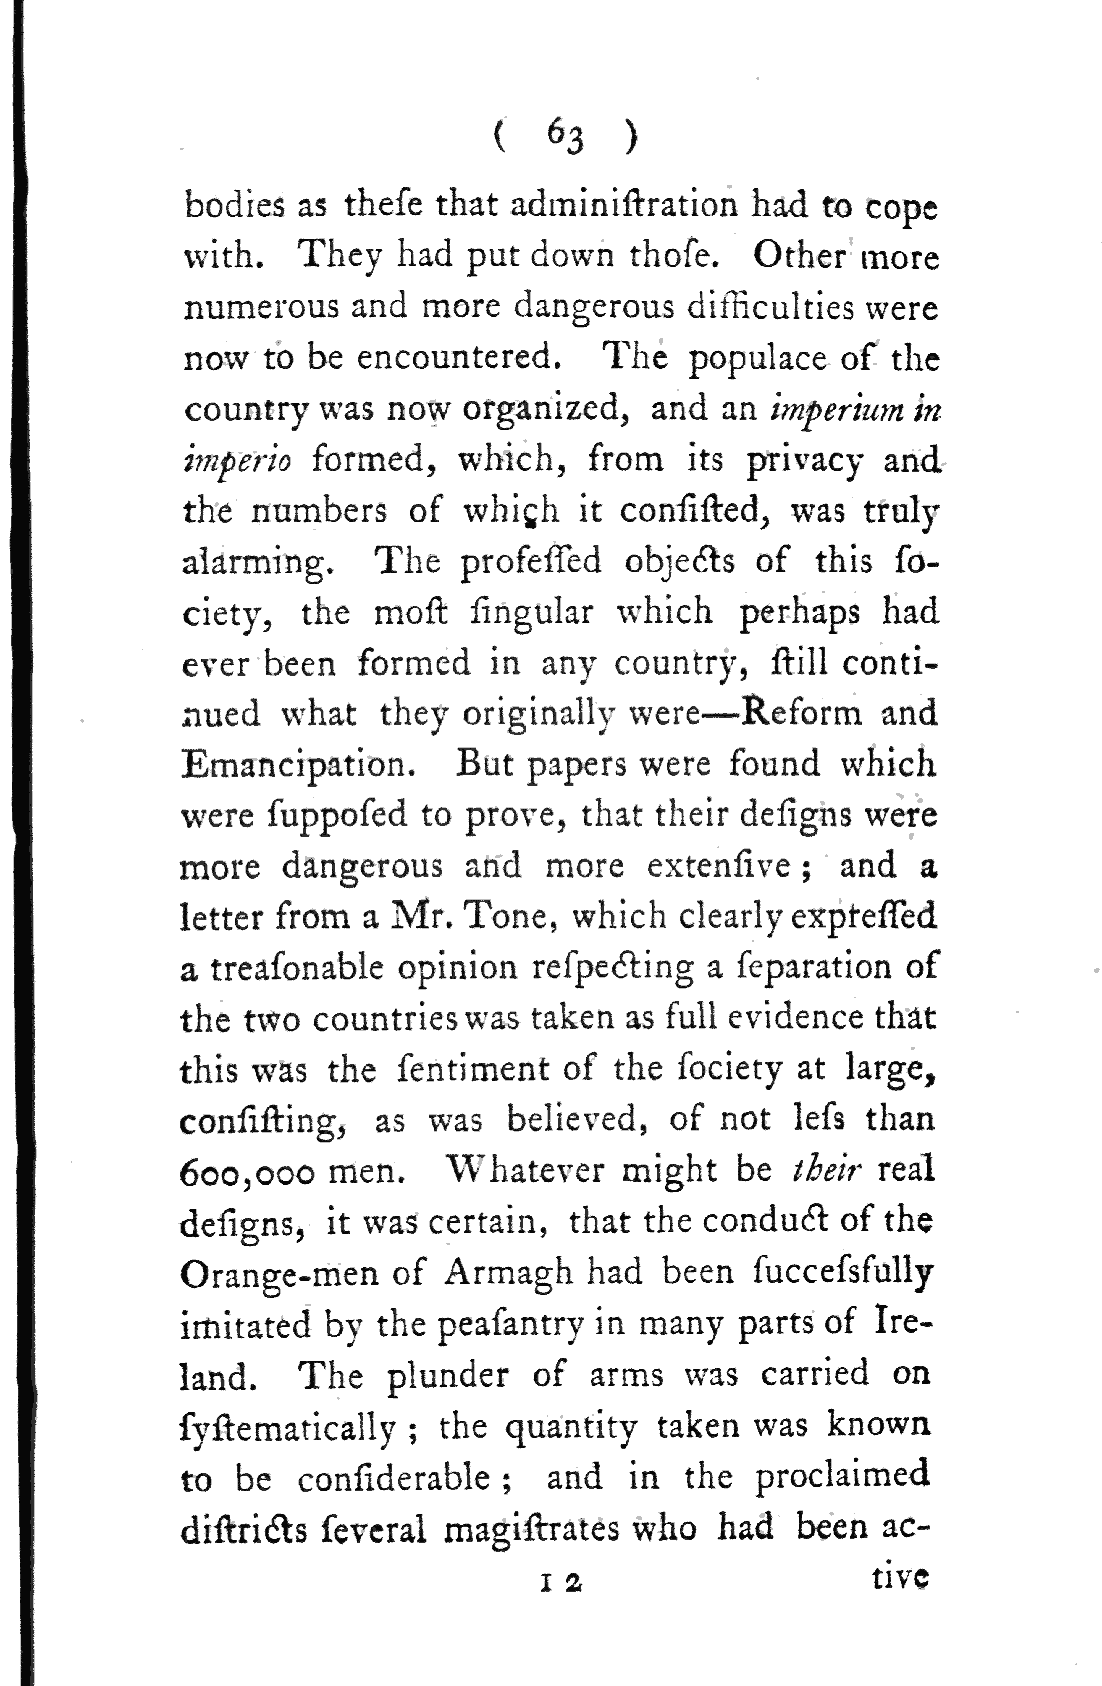 ( 63 )
bodies as theſe that adminiſtration had to cope
with. They had put down thoſe. Other more
numerous and more dangerous difficulties were
now to be encountered. The populace of the
country was now organized, and an imperium in
imperio formed, which, from its privacy and
the numbers of which it conſiſted, was truly
alarming. The profeſſed objects of this ſo-
ciety, the moſt ſingular which perhaps had
ever been formed in any country, ſtill conti-
nued what they originally were—Reform and
Emancipation. But papers were found which
were ſuppoſed to prove, that their deſigns were
more dangerous and more extenſive ; and a
letter from a Mr. Tone, which clearly expreſſed
a treaſonable opinion reſpecting a ſeparation of
the two countries was taken as full evidence that
this was the ſentiment of the ſociety at large,
conſiſting, as was believed, of not leſs than
600,000 men. Whatever might be their real
deſigns, it was certain, that the conduct of the
Orange-men of Armagh had been ſucceſsfully
imitated by the peaſantry in many parts of Ire-
land. The plunder of arms was carried on
ſyſtematically ; the quantity taken was known
to be conſiderable ; and in the proclaimed
diſtricts ſeveral magiſtrates who had been ac-
I 2 tive